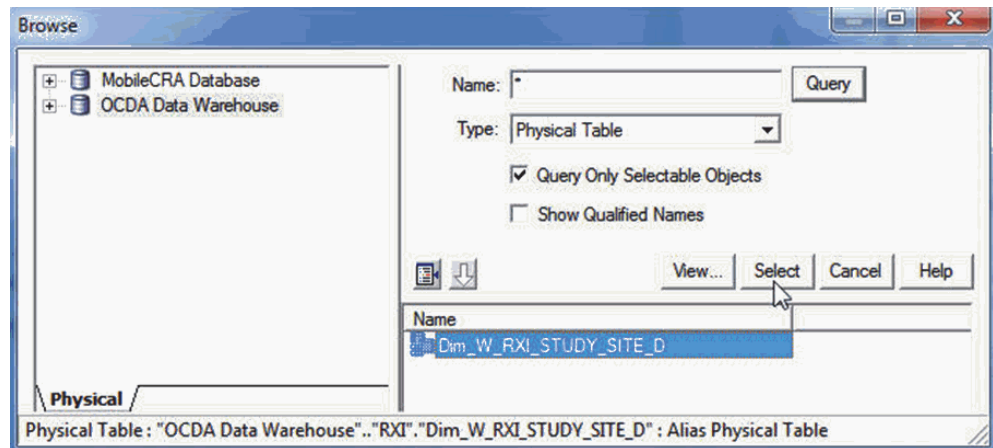 Browse
MobileCRA Database
OCDA Data Warehouse
Physical
Name: *
Query
Type: Physical Table
Query Only Selectable Objects
Show Qualified Names
View... Select Cancel Help
Name
Dim_W_RXI_STUDY_SITE_D
Physical Table : "OCDA Data Warehouse".."RXI"."Dim_W_RXI_STUDY_SITE_D" : Alias Physical Table